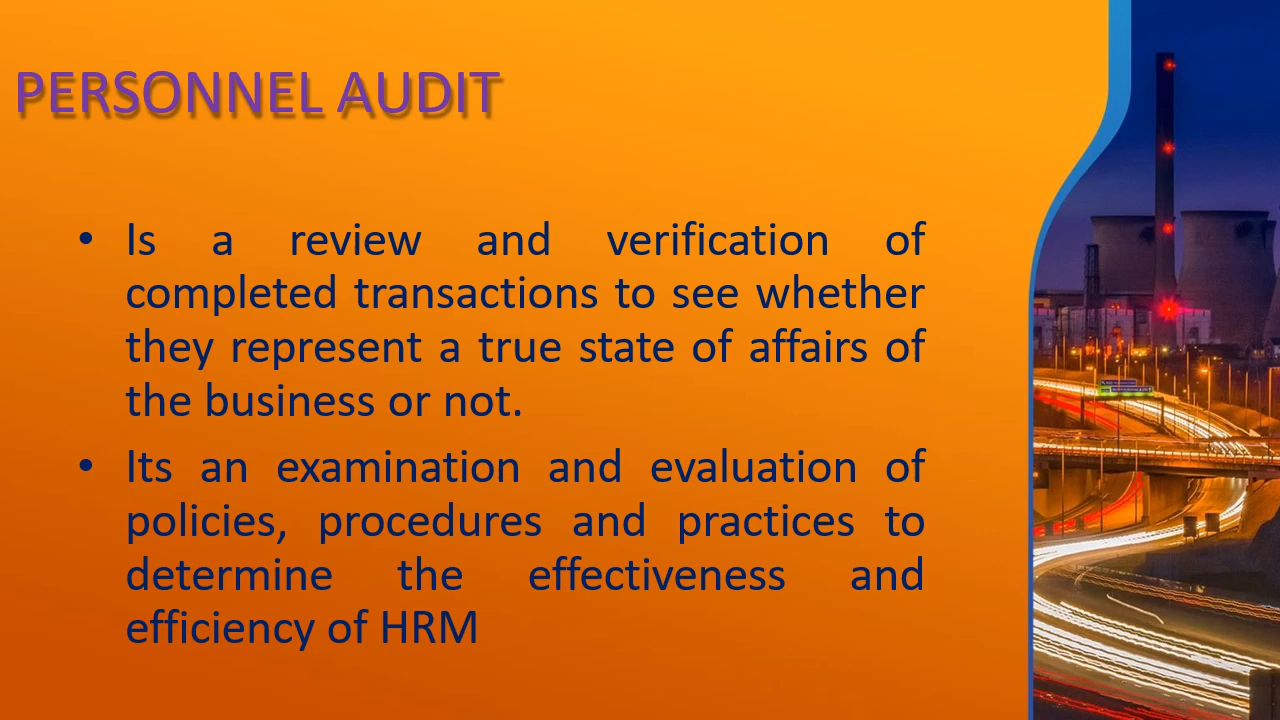 PERSONNEL AUDIT
• Is a review and verification of
completed transactions to see whether
they represent a true state of affairs of
the business or not.
• Its an examination and evaluation of
policies, procedures and practices to
determine the effectiveness and
efficiency of HRM